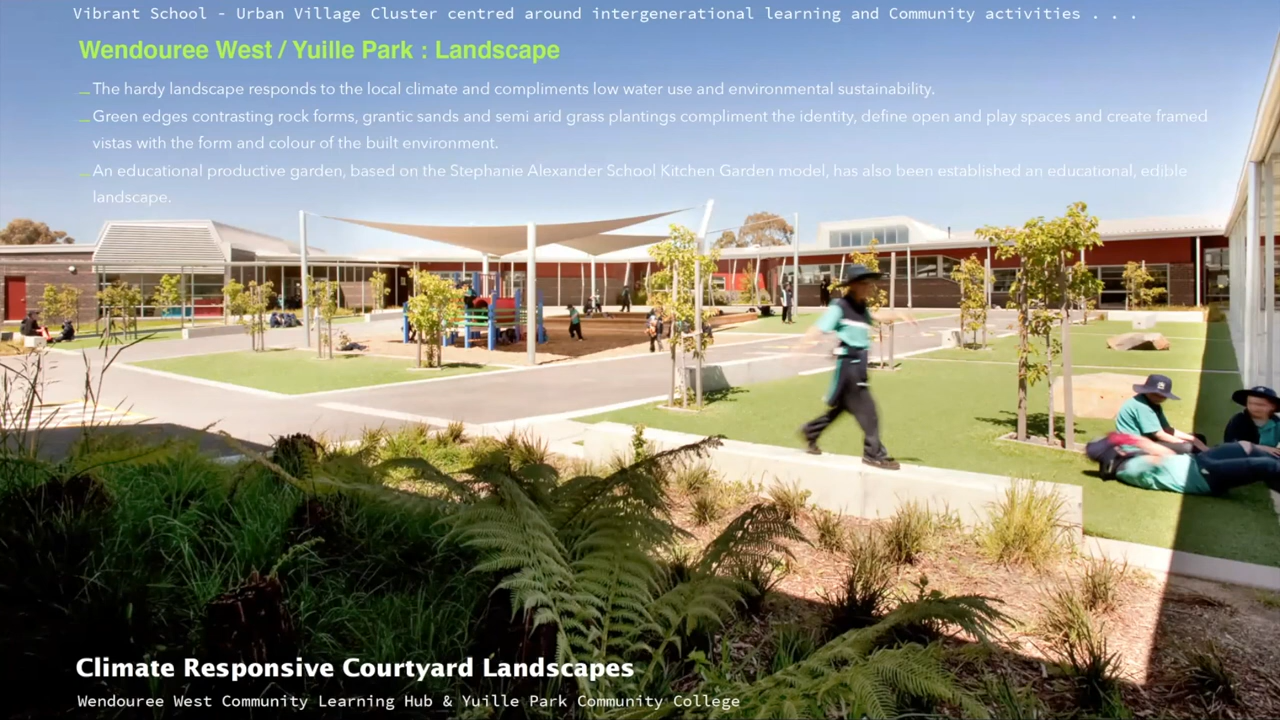 Vibrant School - Urban Village Cluster centred around intergenerational learning and Community activities . . .
Wendouree West / Yuille Park : Landscape
_ The hardy landscape responds to the local climate and compliments low water use and environmental sustainability.
_ Green edges contrasting rock forms, grantic sands and semi arid grass plantings compliment the identity, define open and play spaces and create framed
vistas with the form and colour of the built environment.
_ An educational productive garden, based on the Stephanie Alexander School Kitchen Garden model, has also been established an educational, edible
landscape.
Climate Responsive Courtyard Landscapes
Wendouree West Community Learning Hub & Yuille Park Community College